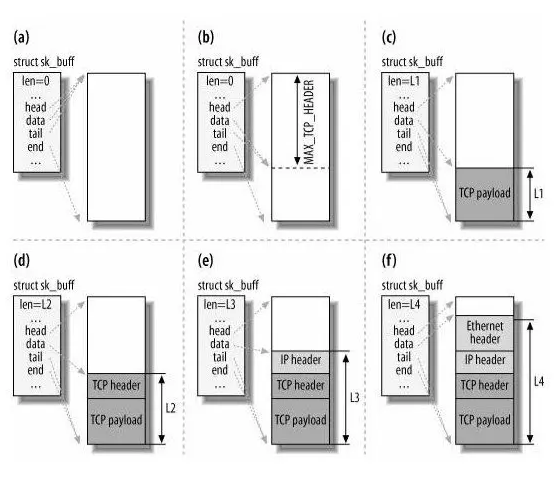 (a)
struct sk_buff
len=0
...
head
data
tail
end
...
(b)
struct sk_buff
len=0
...
head
data
tail
end
...
MAX_TCP_HEADER
(c)
struct sk_buff
len=L1
...
head
data
tail
end
...
TCP payload
L1
(d)
struct sk_buff
len=L2
...
head
data
tail
end
...
TCP header
TCP payload
L2
(e)
struct sk_buff
len=L3
...
head
data
tail
end
...
IP header
TCP header
TCP payload
L3
(f)
struct sk_buff
len=L4
...
head
data
tail
end
...
Ethernet
header
IP header
TCP header
TCP payload
L4